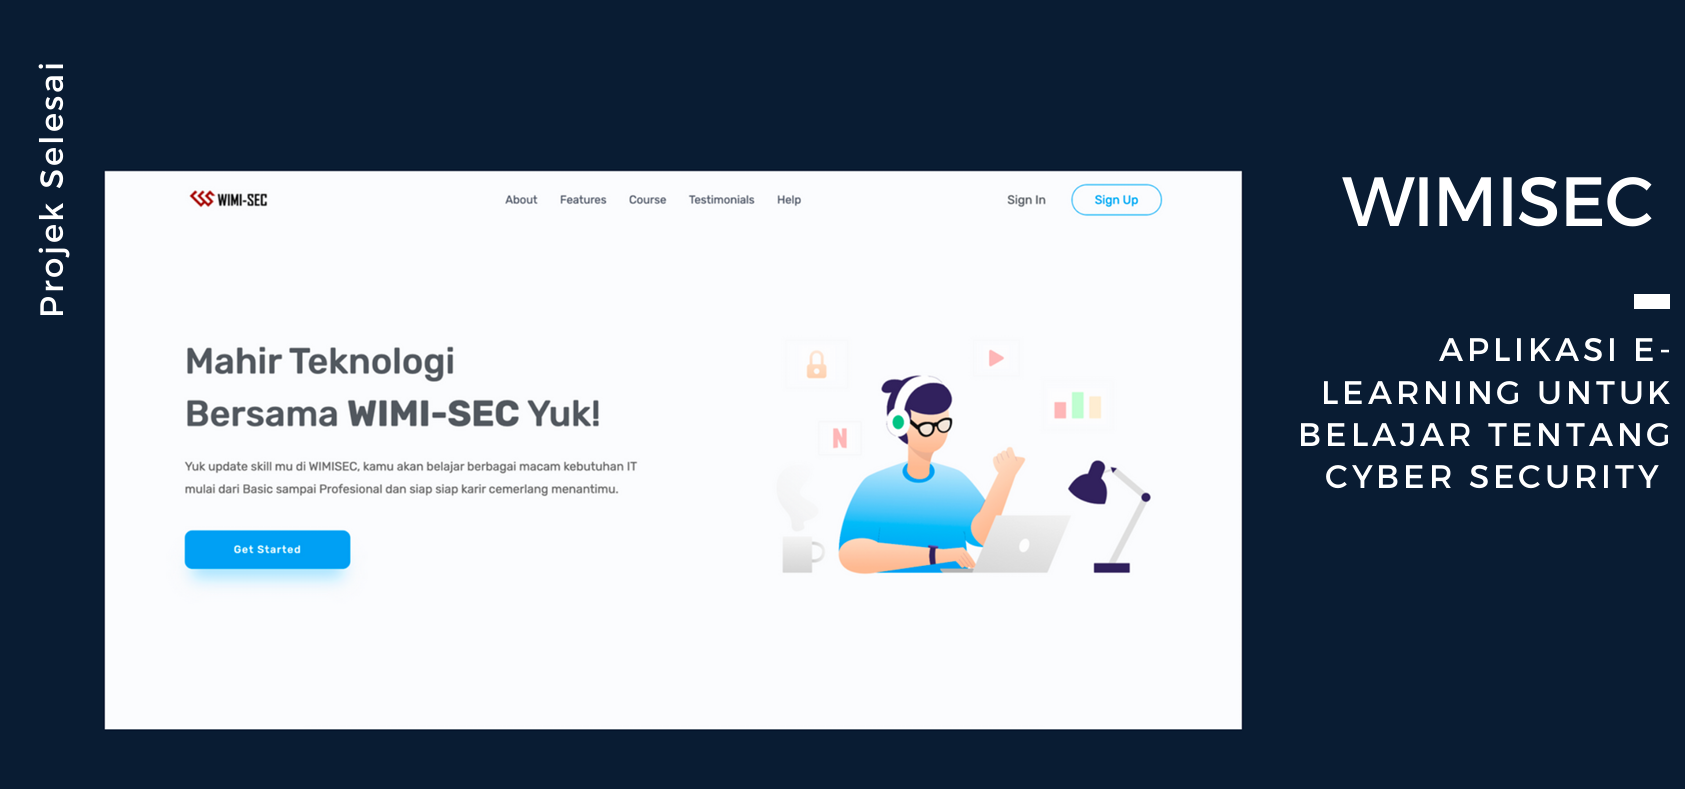 Projek Selesai
WIMI-SEC
About Features Course Testimonials Help
Sign In Sign Up
Mahir Teknologi
Bersama WIMI-SEC Yuk!
Yuk update skill mu di WIMISEC, kamu akan belajar berbagai macam kebutuhan IT
mulai dari Basic sampai Profesional dan siap siap karir cemerlang menantimu.
Get Started
N
WIMISEC
APLIKASI E-
LEARNING UNTUK
BELAJAR TENTANG
CYBER SECURITY